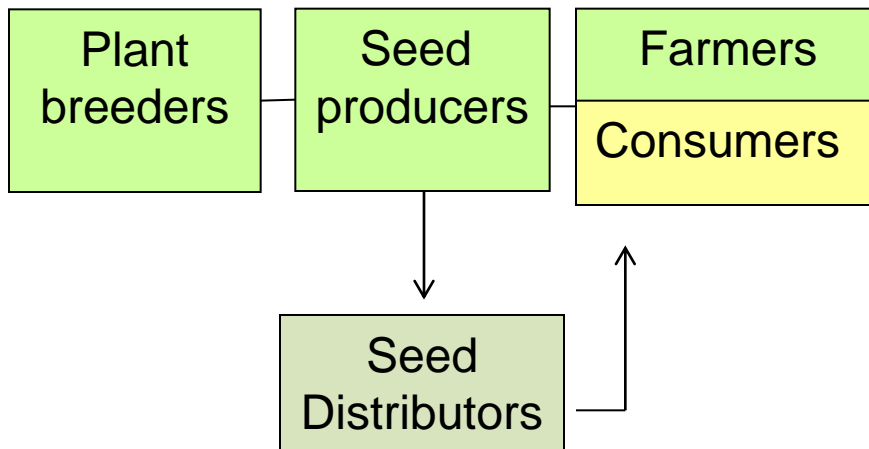 Plant
breeders
Seed
producers
Farmers
Consumers
Seed
Distributors